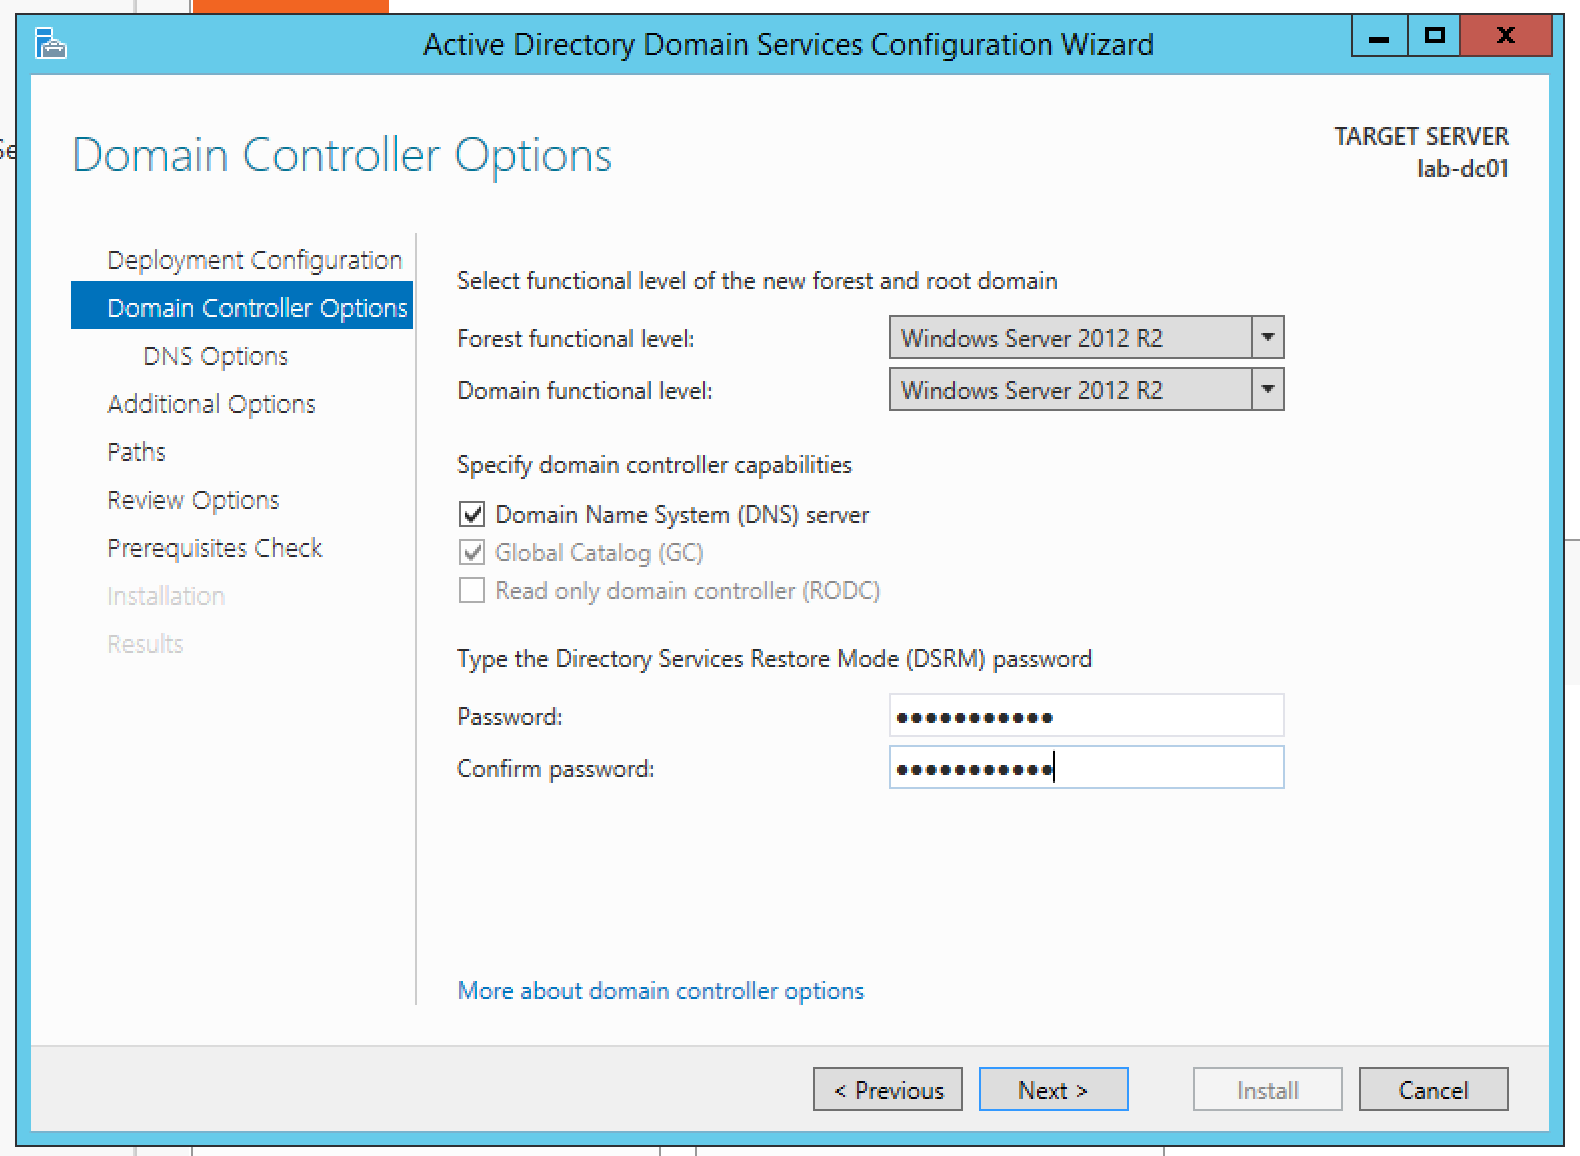 Active Directory Domain Services Configuration Wizard
Domain Controller Options
TARGET SERVER
lab-dc01
Deployment Configuration
Domain Controller Options
DNS Options
Additional Options
Paths
Review Options
Prerequisites Check
Installation
Results
Select functional level of the new forest and root domain
Forest functional level: Windows Server 2012 R2
Domain functional level: Windows Server 2012 R2
Specify domain controller capabilities
Domain Name System (DNS) server
Global Catalog (GC)
Read only domain controller (RODC)
Type the Directory Services Restore Mode (DSRM) password
Password: ●●●●●●●●●●●
Confirm password: ●●●●●●●●●●●
More about domain controller options
< Previous Next > Install Cancel